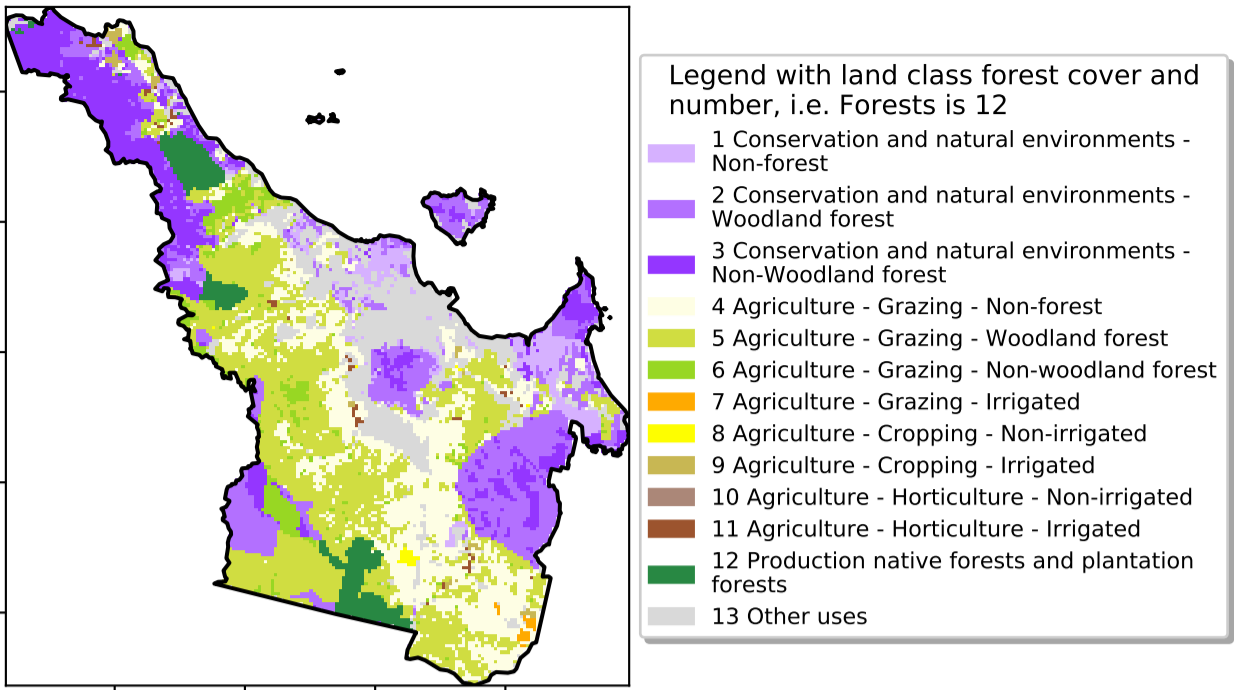 Legend with land class forest cover and
number, i.e. Forests is 12
1 Conservation and natural environments -
Non-forest
2 Conservation and natural environments -
Woodland forest
3 Conservation and natural environments -
Non-Woodland forest
4 Agriculture - Grazing - Non-forest
5 Agriculture - Grazing - Woodland forest
6 Agriculture - Grazing - Non-woodland forest
7 Agriculture - Grazing - Irrigated
8 Agriculture - Cropping - Non-irrigated
9 Agriculture - Cropping - Irrigated
10 Agriculture - Horticulture - Non-irrigated
11 Agriculture - Horticulture - Irrigated
12 Production native forests and plantation
forests
13 Other uses